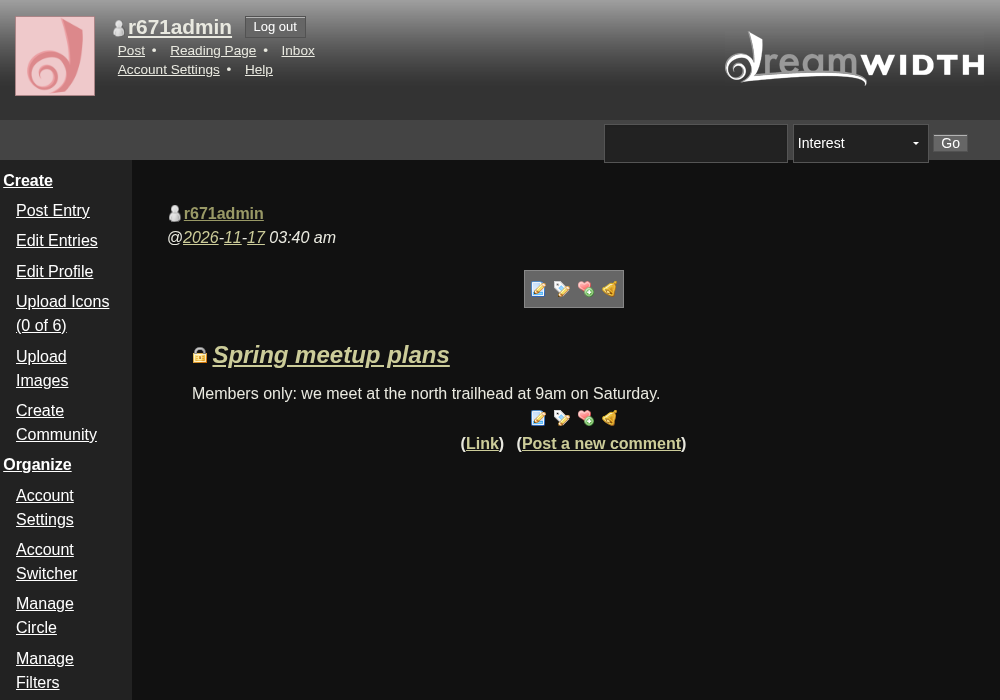 r671admin Log out
Post • Reading Page • Inbox
Account Settings • Help
dreamwidth
Interest Go
Create
Post Entry
Edit Entries
Edit Profile
Upload Icons
(0 of 6)
Upload
Images
Create
Community
Organize
Account
Settings
Account
Switcher
Manage
Circle
Manage
Filters
r671admin
@2026-11-17 03:40 am
Spring meetup plans
Members only: we meet at the north trailhead at 9am on Saturday.
(Link) (Post a new comment)